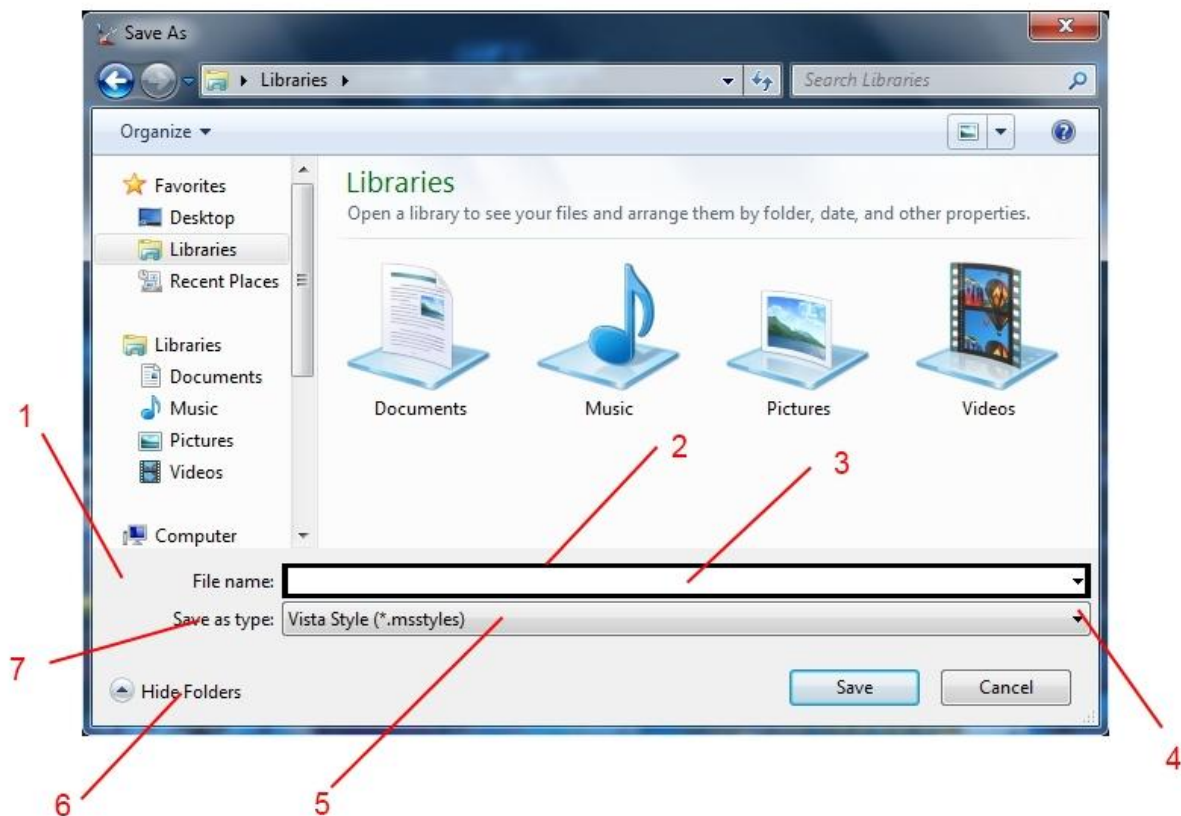 Save As
Libraries
Search Libraries
Organize
Favorites
Desktop
Libraries
Recent Places
Libraries
Documents
Music
Pictures
Videos
Computer
Libraries
Open a library to see your files and arrange them by folder, date, and other properties.
Documents
Music
Pictures
Videos
1
2
3
File name:
Save as type: Vista Style (*.msstyles)
7
Hide Folders
Save
Cancel
4
6
5